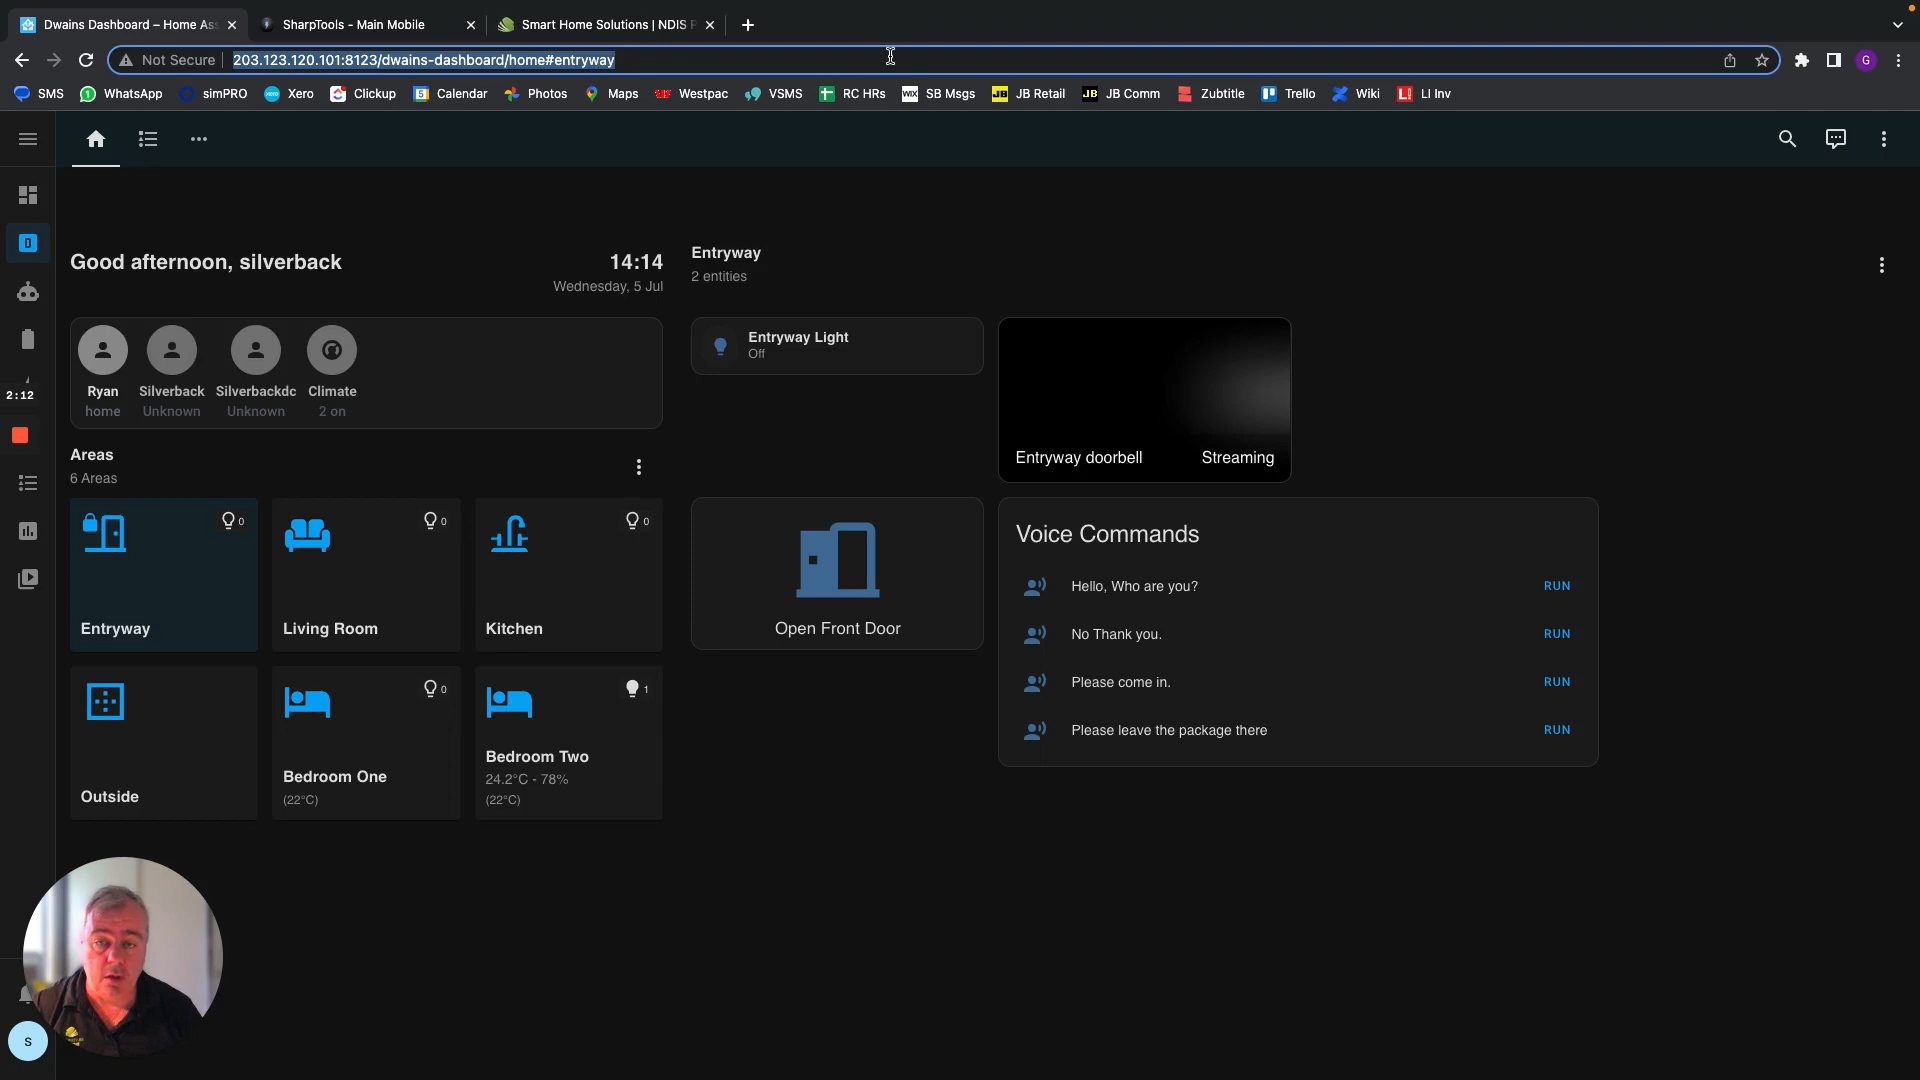 Dwains Dashboard – Home Ass
SharpTools - Main Mobile
Smart Home Solutions | NDIS P
Not Secure
203.123.120.101:8123/dwains-dashboard/home#entryway
G
SMS
WhatsApp
simPRO
Xero
Clickup
Calendar
Photos
Maps
Westpac
VSMS
RC HRs
SB Msgs
JB Retail
JB Comm
Zubtitle
Trello
Wiki
LI Inv
D
2:12
Good afternoon, silverback
14:14
Wednesday, 5 Jul
Ryan
home
Silverback
Unknown
Silverbackdc
Unknown
Climate
2 on
Areas
6 Areas
0
Entryway
0
Living Room
0
Kitchen
Outside
0
Bedroom One
(22°C)
1
Bedroom Two
24.2°C - 78%
(22°C)
Entryway
2 entities
Entryway Light
Off
Entryway doorbell
Streaming
Open Front Door
Voice Commands
Hello, Who are you?
RUN
No Thank you.
RUN
Please come in.
RUN
Please leave the package there
RUN
s